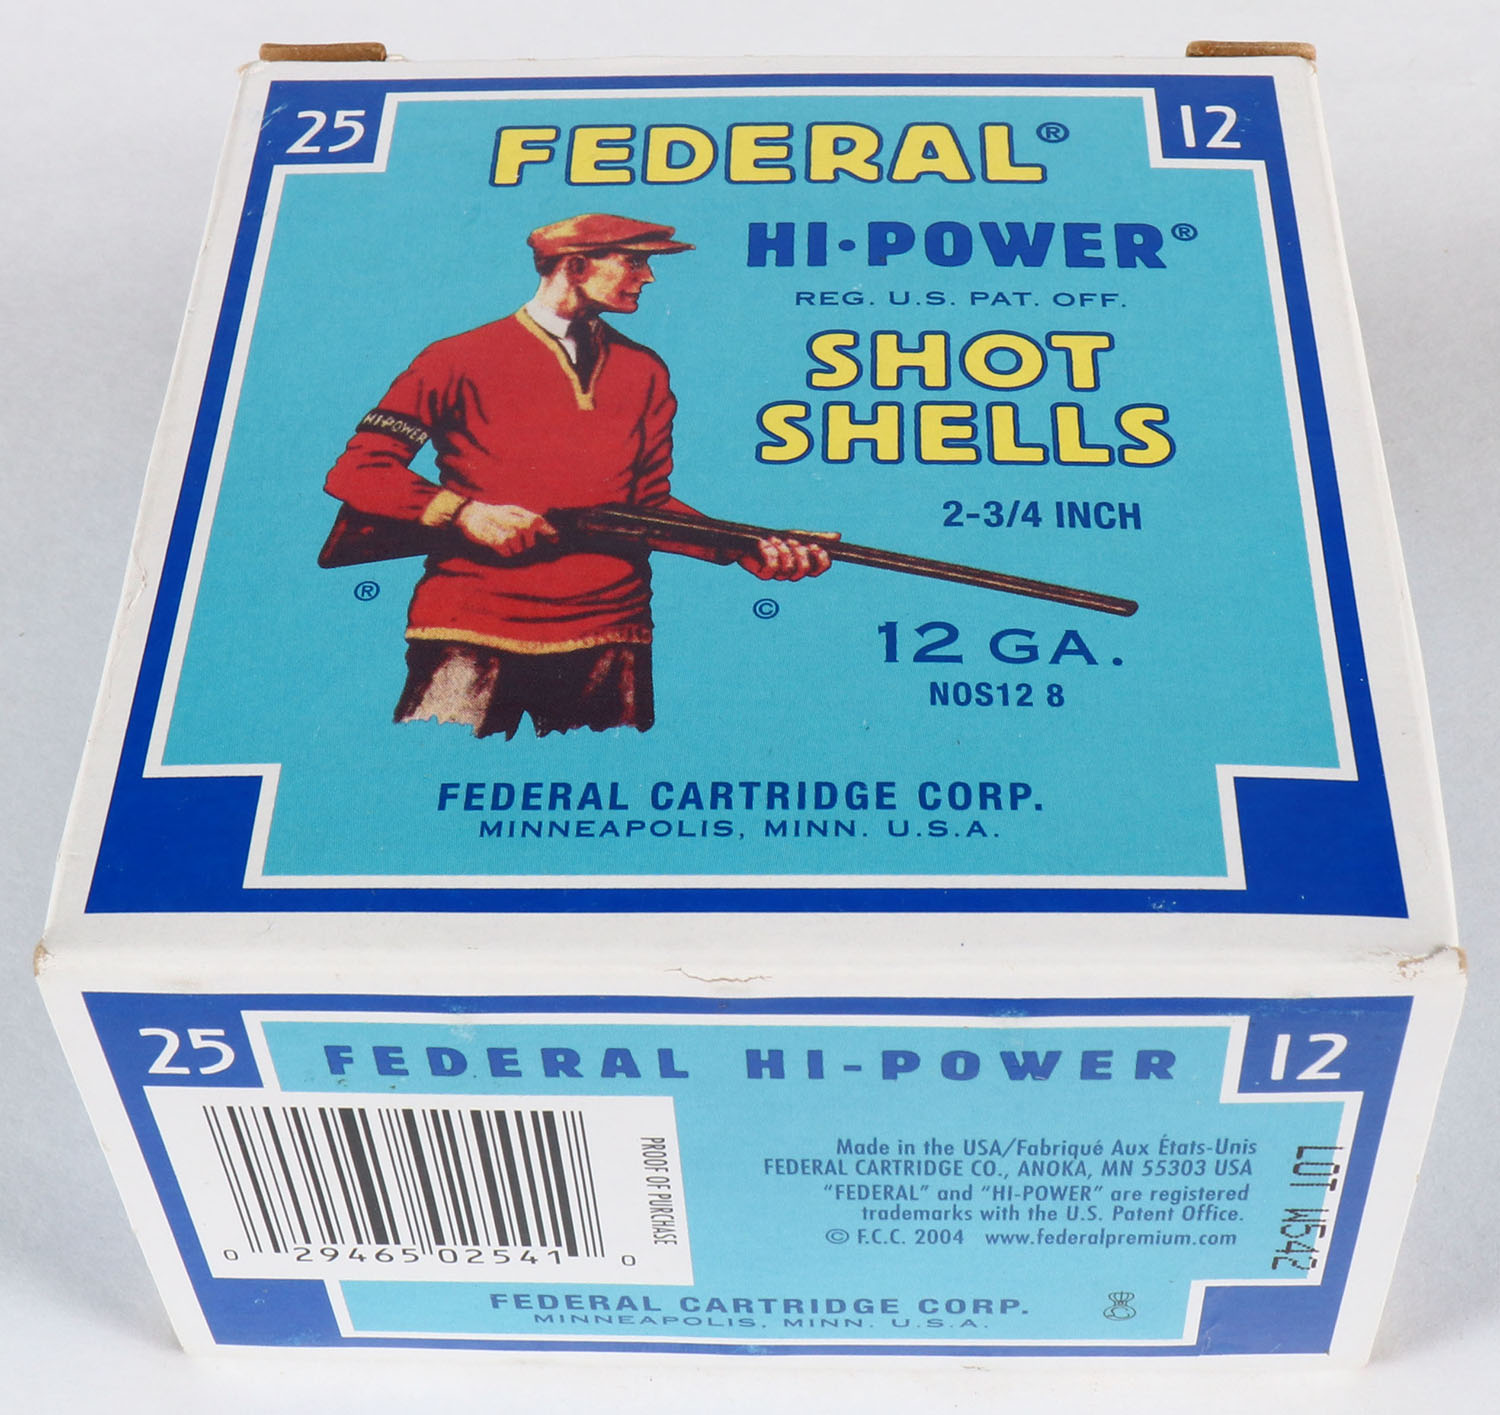 25
12
FEDERAL®
HI·POWER®
REG. U.S. PAT. OFF.
SHOT
SHELLS
HI-POWER
2-3/4 INCH
®
©
12 GA.
NOS12 8
FEDERAL CARTRIDGE CORP.
MINNEAPOLIS, MINN. U.S.A.
25
FEDERAL HI-POWER
12
PROOF OF PURCHASE
0 29465 02541 0
Made in the USA/Fabriqué Aux États-Unis
FEDERAL CARTRIDGE CO., ANOKA, MN 55303 USA
“FEDERAL” and “HI-POWER” are registered
trademarks with the U.S. Patent Office.
© F.C.C. 2004 www.federalpremium.com
LOT W542
FEDERAL CARTRIDGE CORP.
MINNEAPOLIS, MINN. U.S.A.